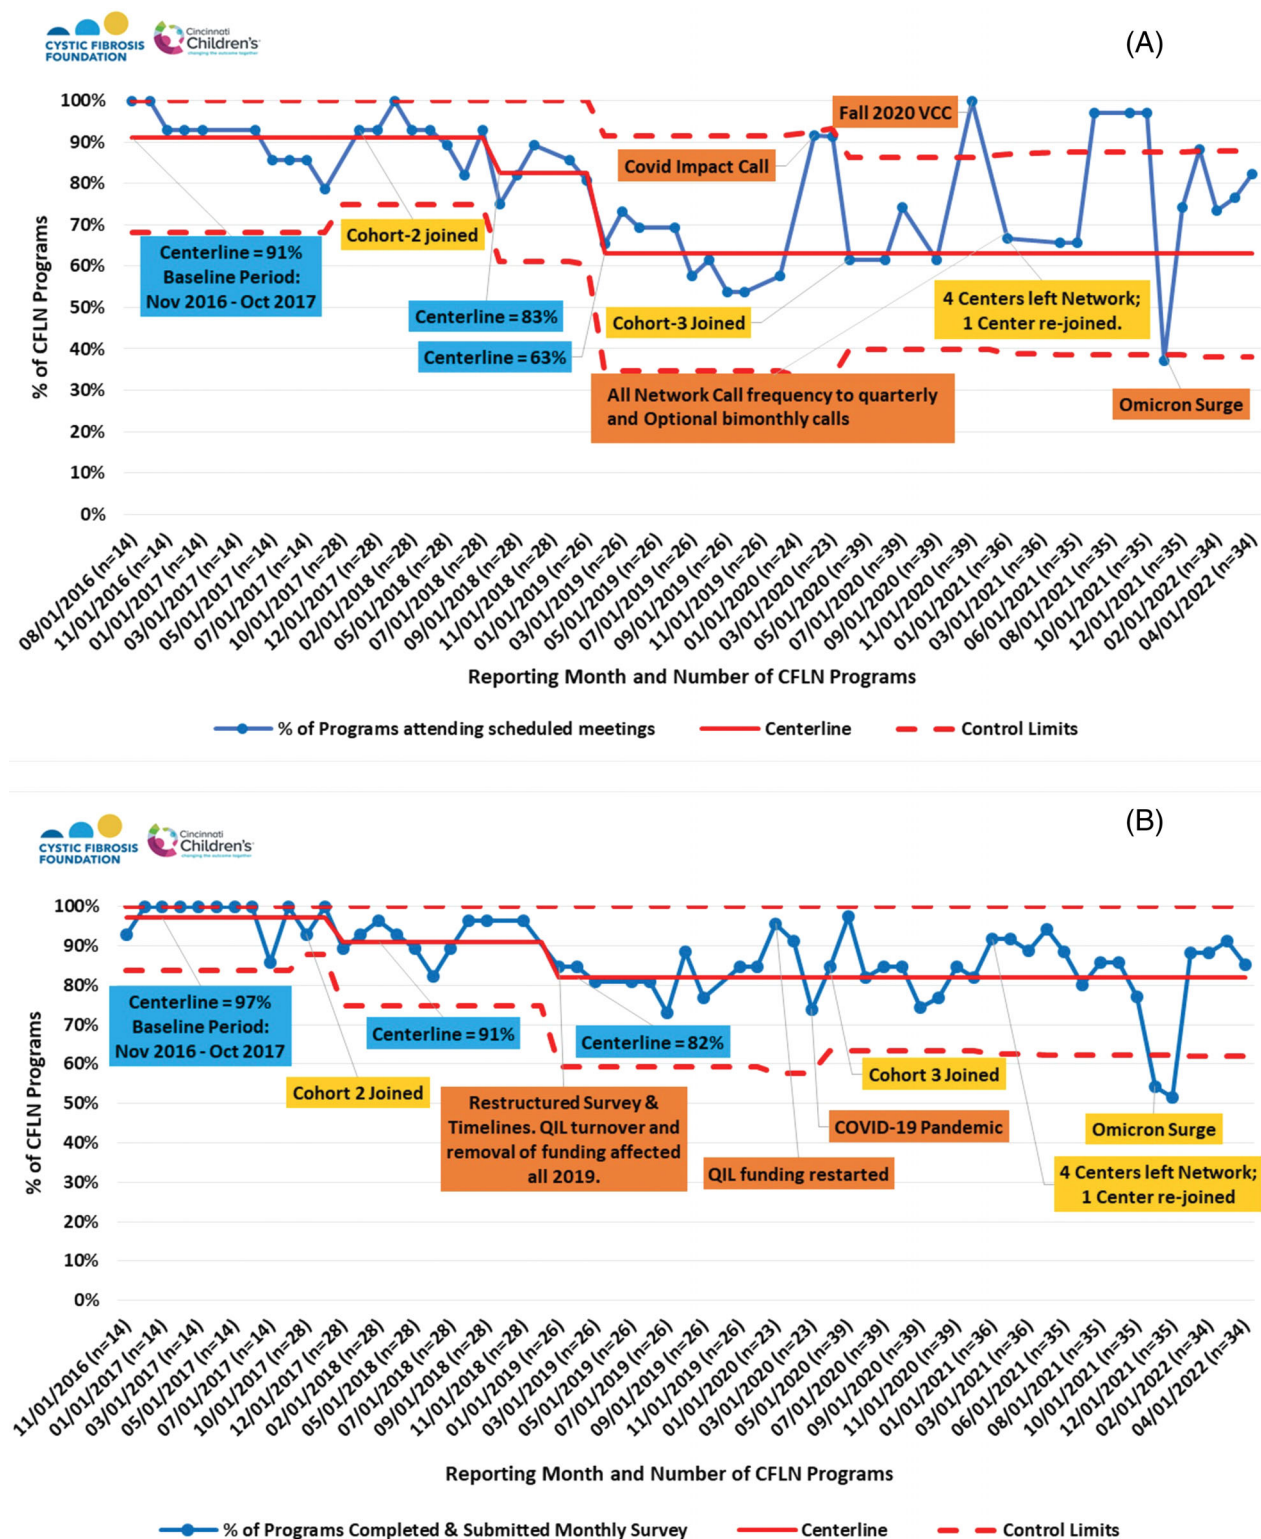 (A)
CYSTIC FIBROSIS
FOUNDATION
Cincinnati
Children's
changing the outcome together
100%
90%
80%
70%
60%
50%
40%
30%
20%
10%
0%
% of CFLN Programs
Fall 2020 VCC
Covid Impact Call
Cohort-2 joined
Centerline = 91%
Baseline Period:
Nov 2016 - Oct 2017
Centerline = 83%
Cohort-3 Joined
Centerline = 63%
4 Centers left Network;
1 Center re-joined.
All Network Call frequency to quarterly
and Optional bimonthly calls
Omicron Surge
08/01/2016 (n=14)
11/01/2016 (n=14)
01/01/2017 (n=14)
03/01/2017 (n=14)
05/01/2017 (n=14)
07/01/2017 (n=14)
10/01/2017 (n=28)
12/01/2017 (n=28)
02/01/2018 (n=28)
05/01/2018 (n=28)
07/01/2018 (n=28)
09/01/2018 (n=28)
11/01/2018 (n=28)
01/01/2019 (n=26)
03/01/2019 (n=26)
05/01/2019 (n=26)
07/01/2019 (n=26)
09/01/2019 (n=26)
11/01/2019 (n=26)
01/01/2020 (n=24)
03/01/2020 (n=23)
05/01/2020 (n=39)
07/01/2020 (n=39)
09/01/2020 (n=39)
11/01/2020 (n=39)
01/01/2021 (n=36)
03/01/2021 (n=36)
06/01/2021 (n=35)
08/01/2021 (n=35)
10/01/2021 (n=35)
12/01/2021 (n=35)
02/01/2022 (n=34)
04/01/2022 (n=34)
Reporting Month and Number of CFLN Programs
% of Programs attending scheduled meetings
Centerline
Control Limits
(B)
CYSTIC FIBROSIS
FOUNDATION
Cincinnati
Children's
changing the outcome together
100%
90%
80%
70%
60%
50%
40%
30%
20%
10%
0%
% of CFLN Programs
Centerline = 97%
Baseline Period:
Nov 2016 - Oct 2017
Centerline = 91%
Centerline = 82%
Cohort 2 Joined
Restructured Survey &
Timelines. QIL turnover and
removal of funding affected
all 2019.
Cohort 3 Joined
COVID-19 Pandemic
QIL funding restarted
Omicron Surge
4 Centers left Network;
1 Center re-joined
11/01/2016 (n=14)
01/01/2017 (n=14)
03/01/2017 (n=14)
05/01/2017 (n=14)
07/01/2017 (n=14)
10/01/2017 (n=28)
12/01/2017 (n=28)
02/01/2018 (n=28)
05/01/2018 (n=28)
07/01/2018 (n=28)
09/01/2018 (n=28)
11/01/2018 (n=28)
01/01/2019 (n=26)
03/01/2019 (n=26)
05/01/2019 (n=26)
07/01/2019 (n=26)
09/01/2019 (n=26)
11/01/2019 (n=26)
01/01/2020 (n=23)
03/01/2020 (n=23)
05/01/2020 (n=39)
07/01/2020 (n=39)
09/01/2020 (n=39)
11/01/2020 (n=39)
01/01/2021 (n=36)
03/01/2021 (n=36)
06/01/2021 (n=35)
08/01/2021 (n=35)
10/01/2021 (n=35)
12/01/2021 (n=35)
02/01/2022 (n=34)
04/01/2022 (n=34)
Reporting Month and Number of CFLN Programs
% of Programs Completed & Submitted Monthly Survey
Centerline
Control Limits